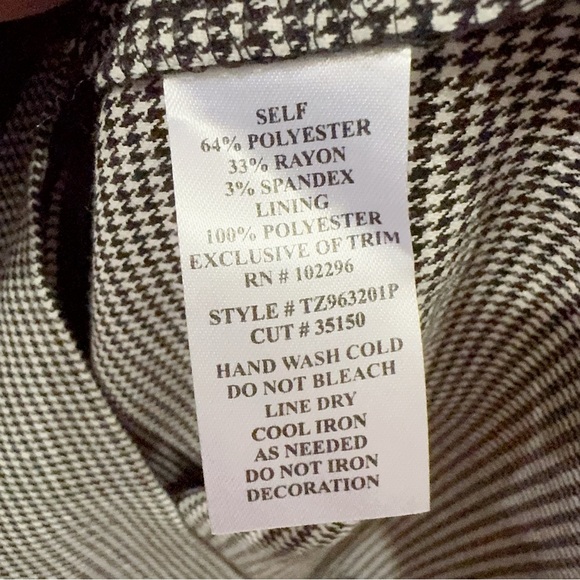 SELF
64% POLYESTER
33% RAYON
3% SPANDEX
LINING
100% POLYESTER
EXCLUSIVE OF TRIM
RN # 102296
STYLE # TZ963201P
CUT # 35150
HAND WASH COLD
DO NOT BLEACH
LINE DRY
COOL IRON
AS NEEDED
DO NOT IRON
DECORATION